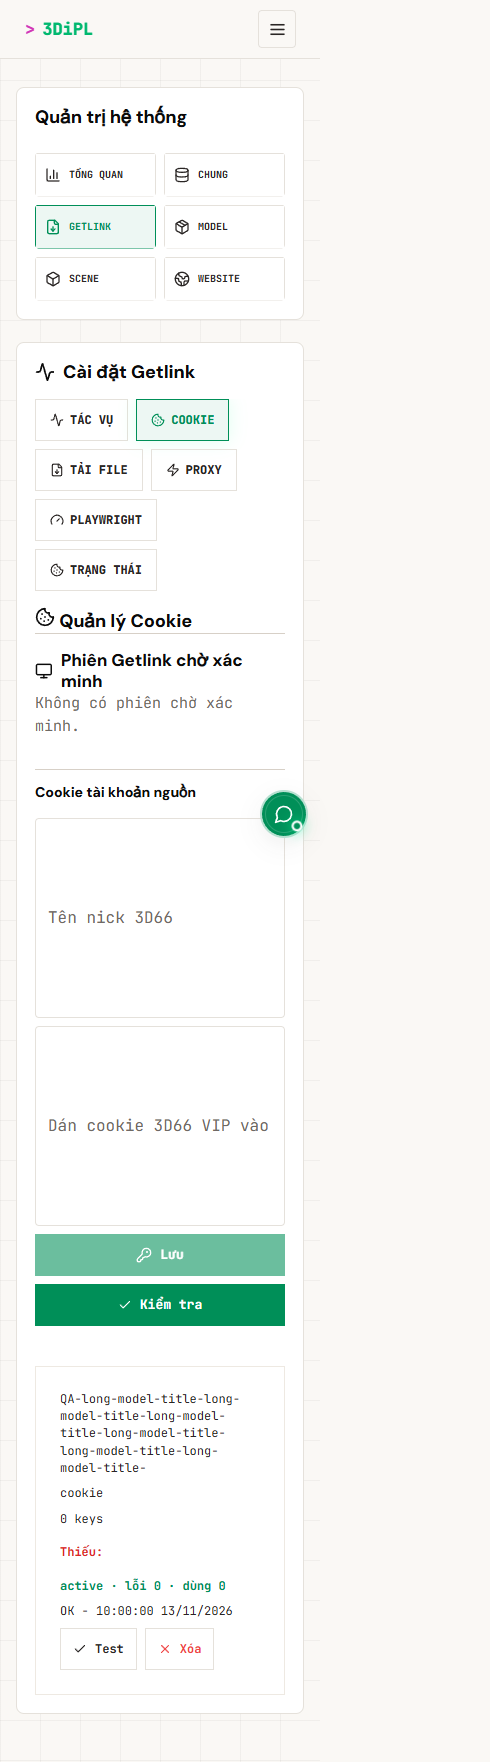 > 3DiPL
Quản trị hệ thống
TỔNG QUAN
CHUNG
GETLINK
MODEL
SCENE
WEBSITE
Cài đặt Getlink
TÁC VỤ
COOKIE
TẢI FILE
PROXY
PLAYWRIGHT
TRẠNG THÁI
Quản lý Cookie
Phiên Getlink chờ xác
minh
Không có phiên chờ xác
minh.
Cookie tài khoản nguồn
Tên nick 3D66
Dán cookie 3D66 VIP vào
Lưu
Kiểm tra
QA-long-model-title-long-
model-title-long-model-
title-long-model-title-
long-model-title-long-
model-title-
cookie
0 keys
Thiếu:
active · lỗi 0 · dùng 0
OK - 10:00:00 13/11/2026
Test
Xóa